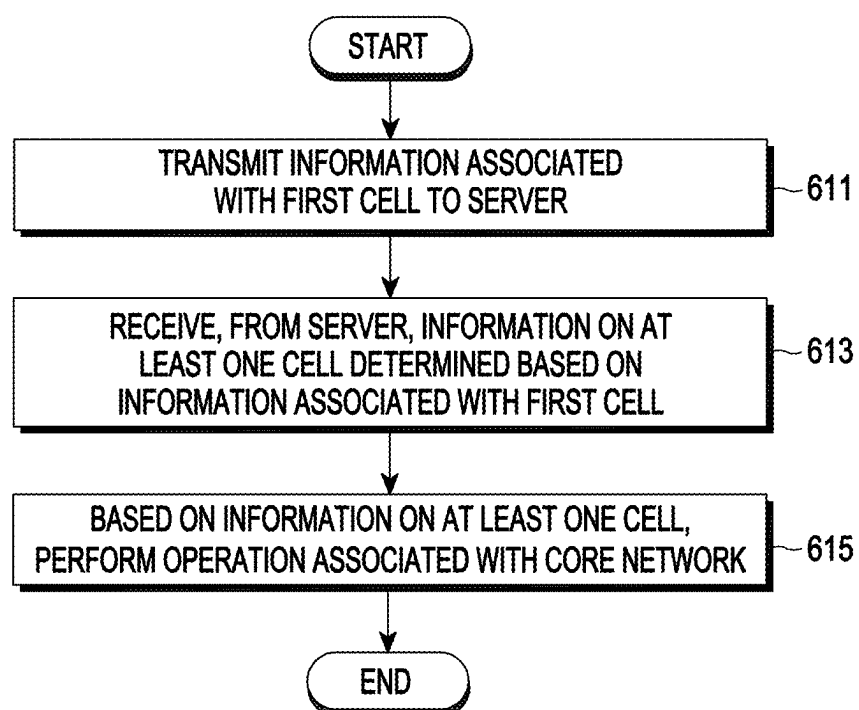 START
TRANSMIT INFORMATION ASSOCIATED
WITH FIRST CELL TO SERVER
611
RECEIVE, FROM SERVER, INFORMATION ON AT
LEAST ONE CELL DETERMINED BASED ON
INFORMATION ASSOCIATED WITH FIRST CELL
613
BASED ON INFORMATION ON AT LEAST ONE CELL,
PERFORM OPERATION ASSOCIATED WITH CORE NETWORK
615
END